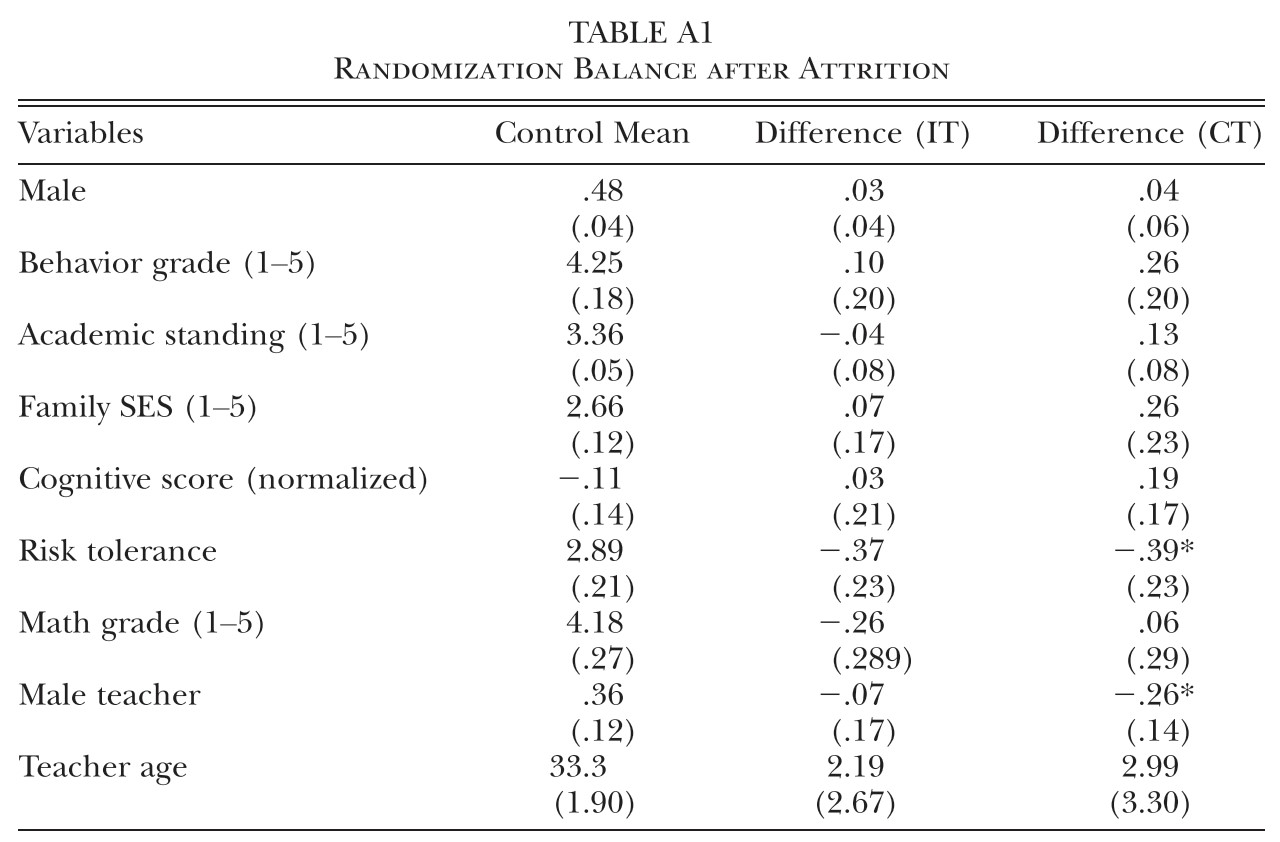 TABLE A1
Randomization Balance after Attrition
Variables Control Mean Difference (IT) Difference (CT)
Male .48 .03 .04
(.04) (.04) (.06)
Behavior grade (1–5) 4.25 .10 .26
(.18) (.20) (.20)
Academic standing (1–5) 3.36 −.04 .13
(.05) (.08) (.08)
Family SES (1–5) 2.66 .07 .26
(.12) (.17) (.23)
Cognitive score (normalized) −.11 .03 .19
(.14) (.21) (.17)
Risk tolerance 2.89 −.37 −.39*
(.21) (.23) (.23)
Math grade (1–5) 4.18 −.26 .06
(.27) (.289) (.29)
Male teacher .36 −.07 −.26*
(.12) (.17) (.14)
Teacher age 33.3 2.19 2.99
(1.90) (2.67) (3.30)